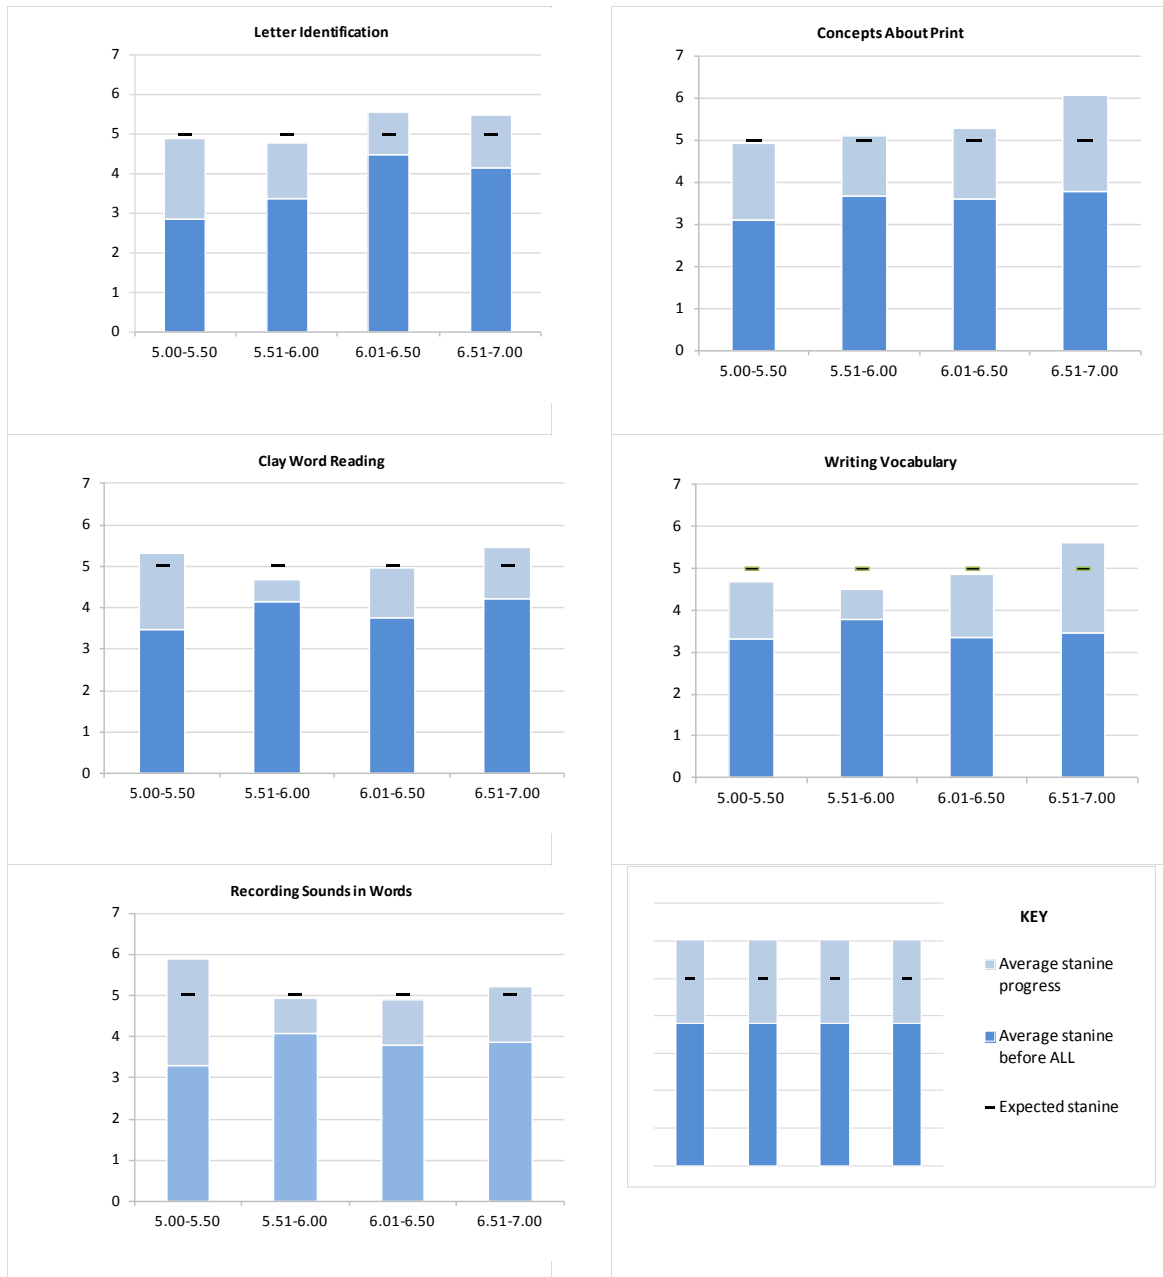 Letter Identification
7
6
5
4
3
2
1
0
5.00-5.50 5.51-6.00 6.01-6.50 6.51-7.00
Concepts About Print
7
6
5
4
3
2
1
0
5.00-5.50 5.51-6.00 6.01-6.50 6.51-7.00
Clay Word Reading
7
6
5
4
3
2
1
0
5.00-5.50 5.51-6.00 6.01-6.50 6.51-7.00
Writing Vocabulary
7
6
5
4
3
2
1
0
5.00-5.50 5.51-6.00 6.01-6.50 6.51-7.00
Recording Sounds in Words
7
6
5
4
3
2
1
0
5.00-5.50 5.51-6.00 6.01-6.50 6.51-7.00
KEY
Average stanine
progress
Average stanine
before ALL
Expected stanine